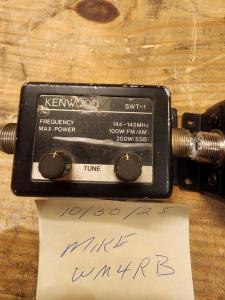 KENWOOD SWT-1
FREQUENCY 144-148MHz
MAX. POWER 100W FM/AM
200W SSB
TUNE
10/30/25
MIKE
WM4RB